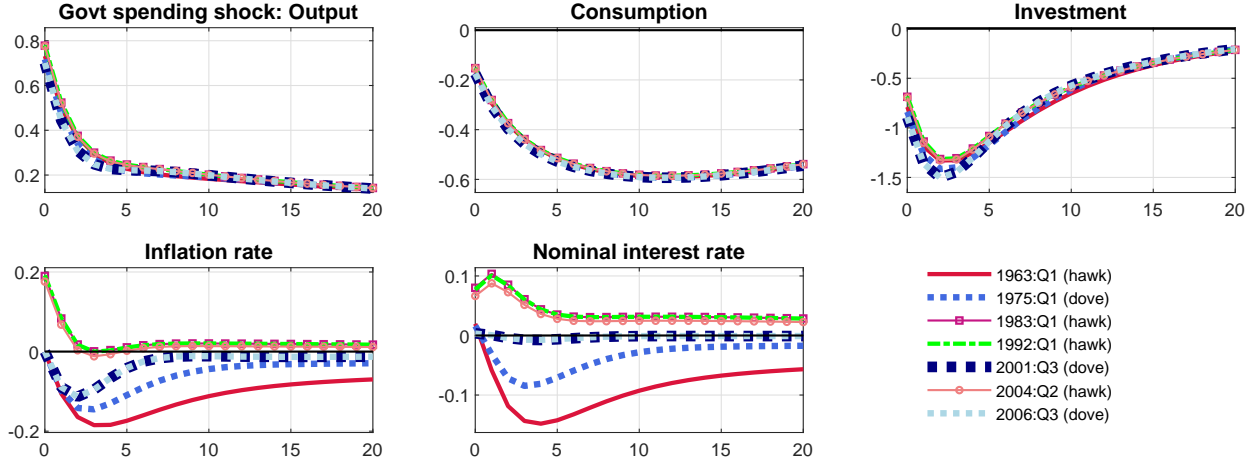 Govt spending shock: Output
0.8
0.6
0.4
0.2
0 5 10 15 20
Consumption
0
-0.2
-0.4
-0.6
0 5 10 15 20
Investment
0
-0.5
-1
-1.5
0 5 10 15 20
Inflation rate
0.2
0
-0.2
0 5 10 15 20
Nominal interest rate
0.1
0
-0.1
0 5 10 15 20
1963:Q1 (hawk)
1975:Q1 (dove)
1983:Q1 (hawk)
1992:Q1 (hawk)
2001:Q3 (dove)
2004:Q2 (hawk)
2006:Q3 (dove)